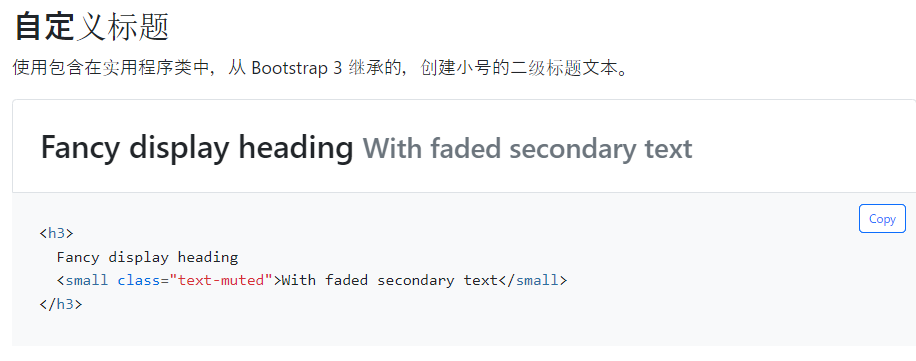 自定义标题
使用包含在实用程序类中，从 Bootstrap 3 继承的，创建小号的二级标题文本。
Fancy display heading With faded secondary text
Copy
<h3>
  Fancy display heading
  <small class="text-muted">With faded secondary text</small>
</h3>